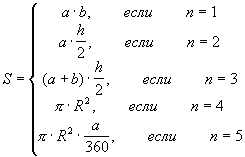 S = { a · b, если n = 1
a · h/2, если n = 2
(a + b) · h/2, если n = 3
π · R², если n = 4
π · R² · a/360, если n = 5